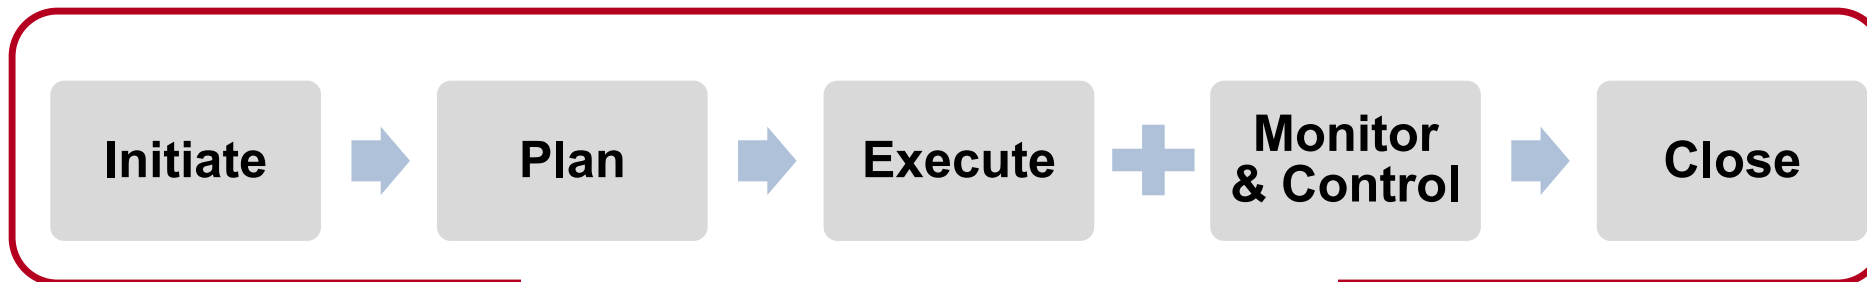 Initiate
Plan
Execute
Monitor
& Control
Close